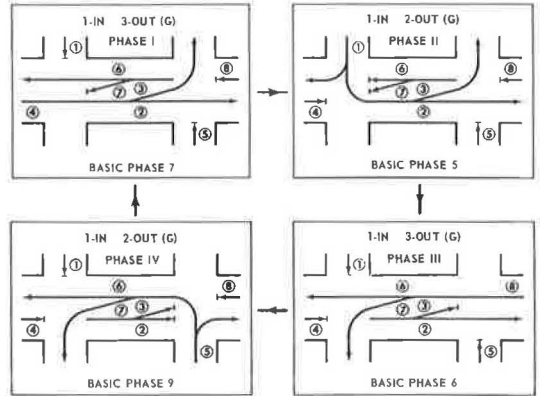 1-IN 3-OUT (G)
PHASE I
① ⑥ ⑧
⑦ ③
④ ②
⑤
BASIC PHASE 7
1-IN 2-OUT (G)
PHASE II
① ⑥ ⑧
⑦ ③
④ ②
⑤
BASIC PHASE 5
1-IN 2-OUT (G)
PHASE IV
① ⑥ ⑧
⑦ ③
④ ②
⑤
BASIC PHASE 9
1-IN 3-OUT (G)
PHASE III
① ⑥ ⑧
⑦ ③
④ ②
⑤
BASIC PHASE 6